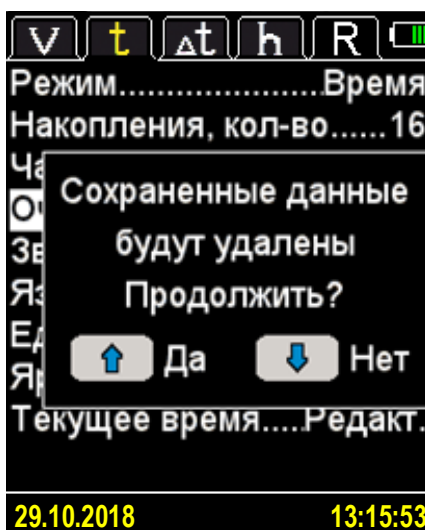 V t Δt h R
Режим.....................Время
Накопления, кол-во......16
Сохраненные данные
будут удалены
Продолжить?
Да Нет
Текущее время.....Редакт.
29.10.2018 13:15:53